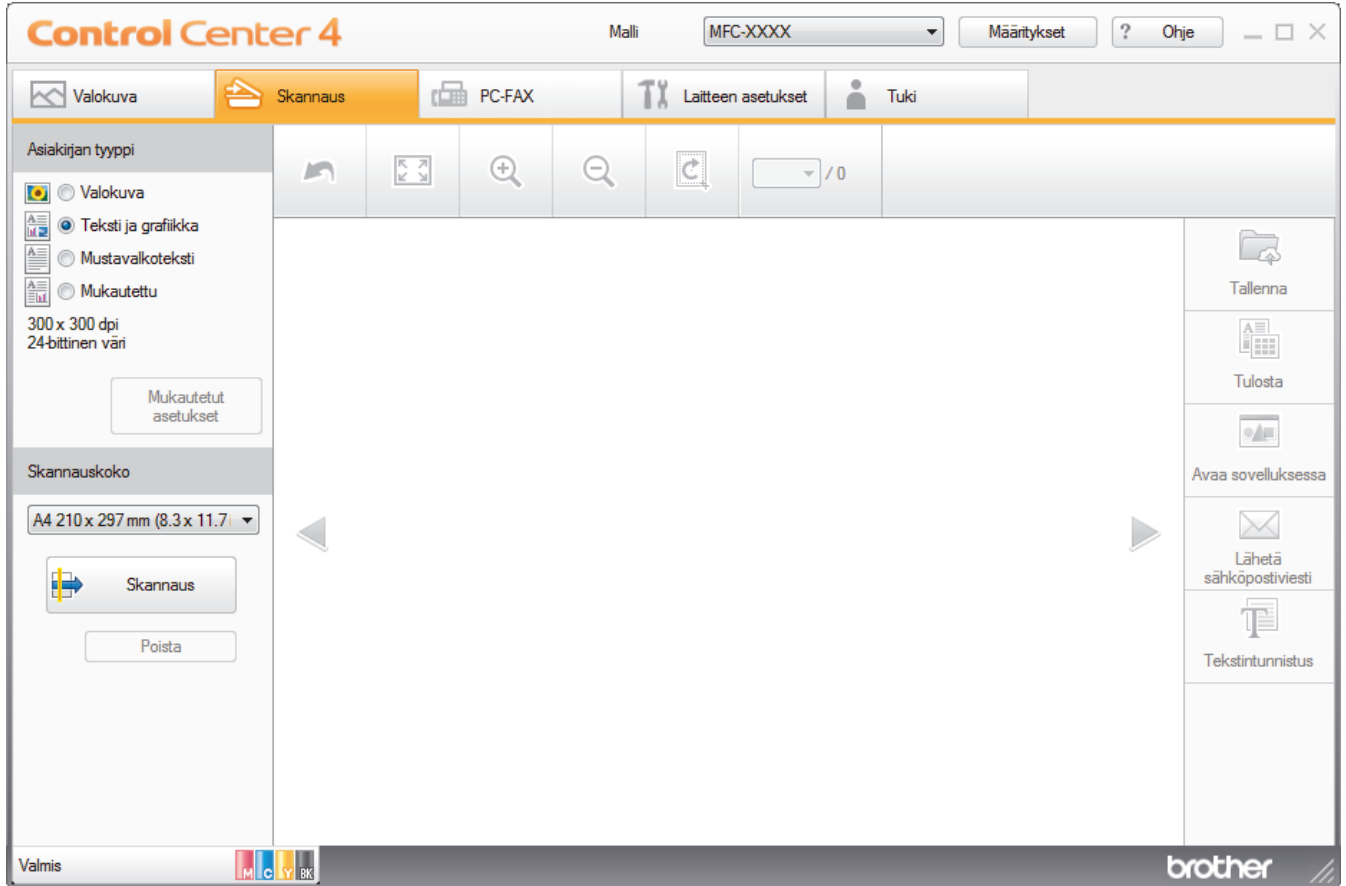 Control Center 4
Malli
MFC-XXXX
Määritykset
? Ohje
Valokuva
Skannaus
PC-FAX
Laitteen asetukset
Tuki
Asiakirjan tyyppi
Valokuva
Teksti ja grafiikka
Mustavalkoteksti
Mukautettu
300 x 300 dpi
24-bittinen väri
Mukautetut
asetukset
Skannauskoko
A4 210 x 297 mm (8.3 x 11.7
Skannaus
Poista
/ 0
Tallenna
Tulosta
Avaa sovelluksessa
Lähetä
sähköpostiviesti
Tekstintunnistus
Valmis
M C Y BK
brother